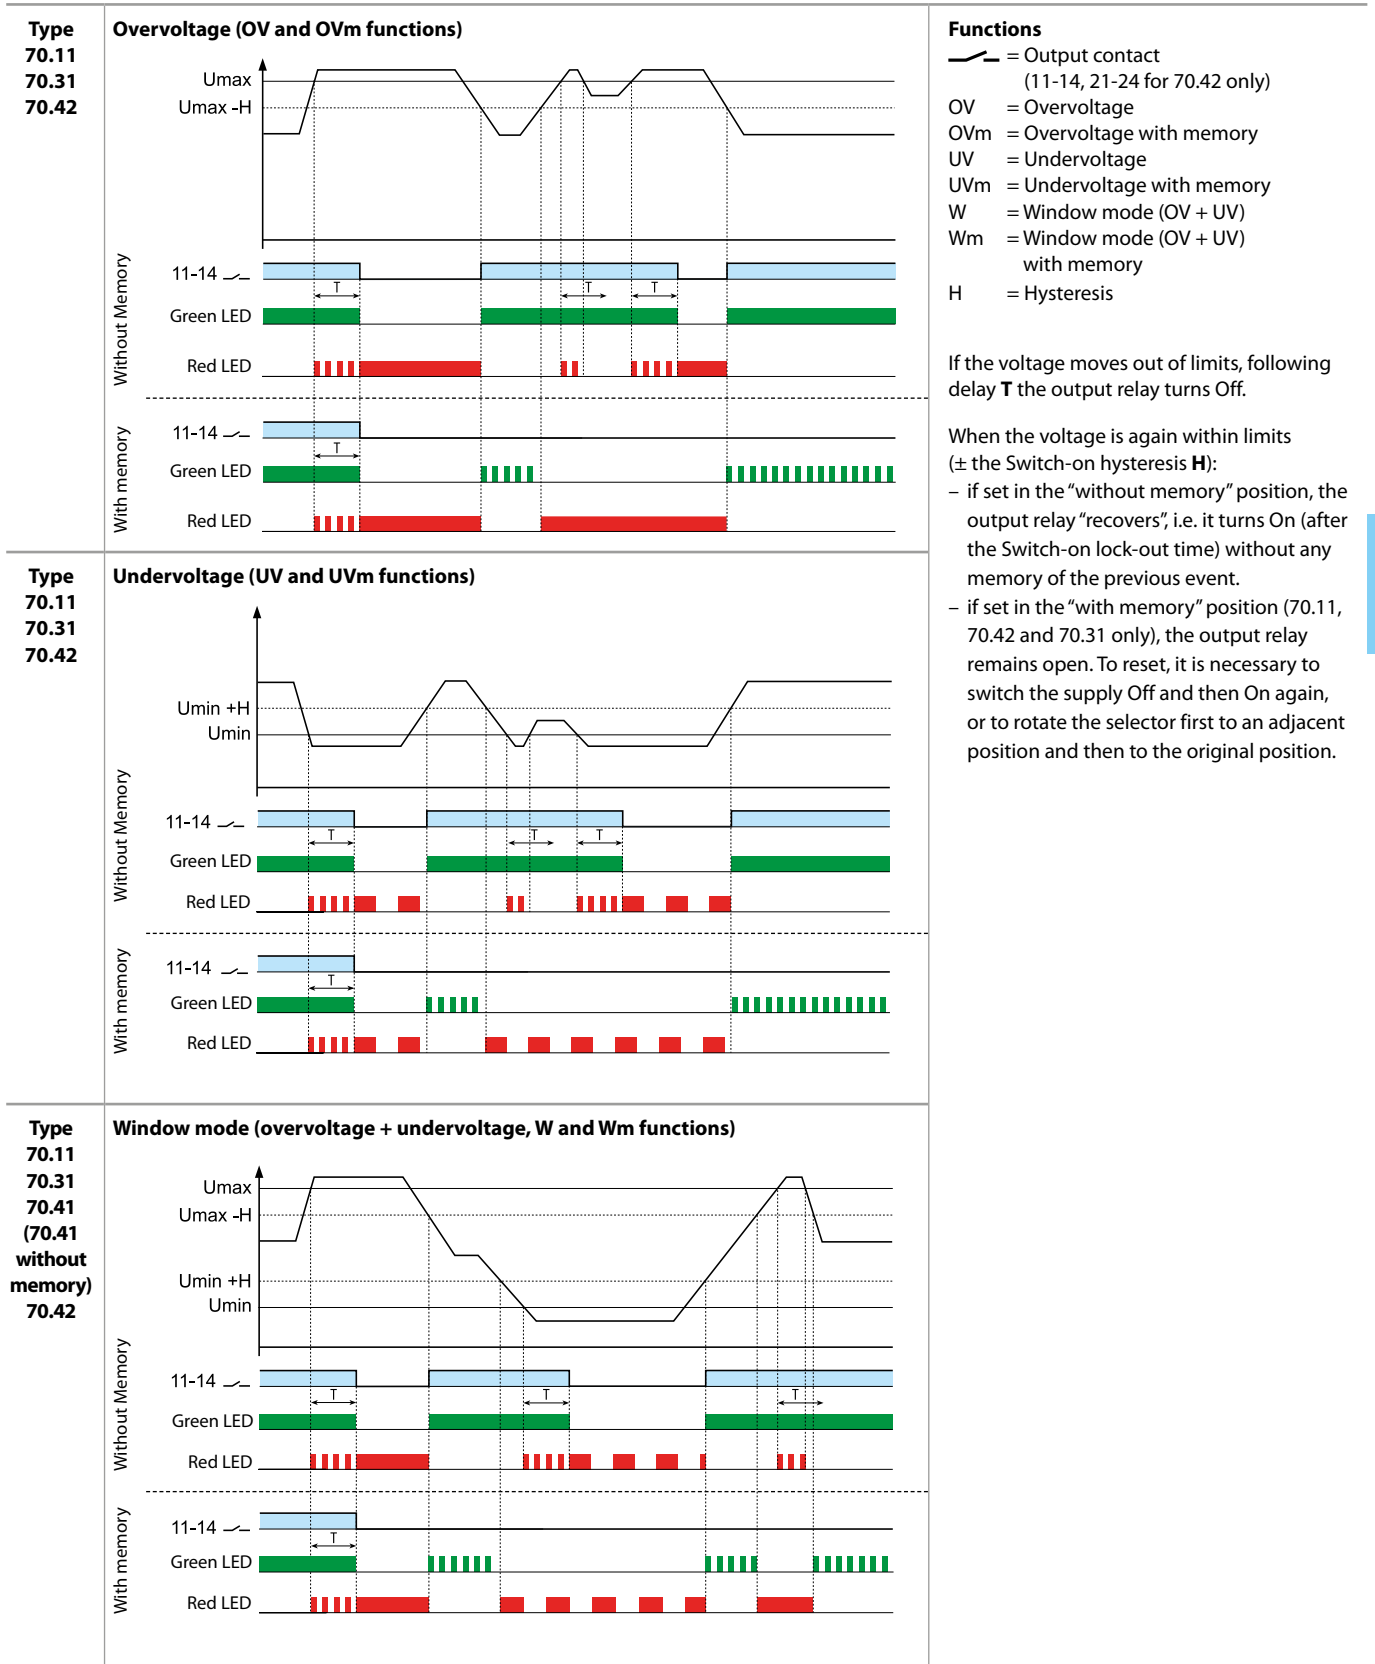 Type
70.11
70.31
70.42
Overvoltage (OV and OVm functions)
Umax
Umax -H
Without Memory
11-14
T
T
T
Green LED
Red LED
With memory
11-14
T
Green LED
Red LED
Type
70.11
70.31
70.42
Undervoltage (UV and UVm functions)
Umin +H
Umin
Without Memory
11-14
T
T
T
Green LED
Red LED
With memory
11-14
T
Green LED
Red LED
Type
70.11
70.31
70.41
(70.41
without
memory)
70.42
Window mode (overvoltage + undervoltage, W and Wm functions)
Umax
Umax -H
Umin +H
Umin
Without Memory
11-14
T
T
T
Green LED
Red LED
With memory
11-14
T
Green LED
Red LED
Functions
= Output contact
(11-14, 21-24 for 70.42 only)
OV = Overvoltage
OVm = Overvoltage with memory
UV = Undervoltage
UVm = Undervoltage with memory
W = Window mode (OV + UV)
Wm = Window mode (OV + UV)
with memory
H = Hysteresis
If the voltage moves out of limits, following
delay T the output relay turns Off.
When the voltage is again within limits
(± the Switch-on hysteresis H):
– if set in the “without memory” position, the
output relay “recovers”, i.e. it turns On (after
the Switch-on lock-out time) without any
memory of the previous event.
– if set in the “with memory” position (70.11,
70.42 and 70.31 only), the output relay
remains open. To reset, it is necessary to
switch the supply Off and then On again,
or to rotate the selector first to an adjacent
position and then to the original position.